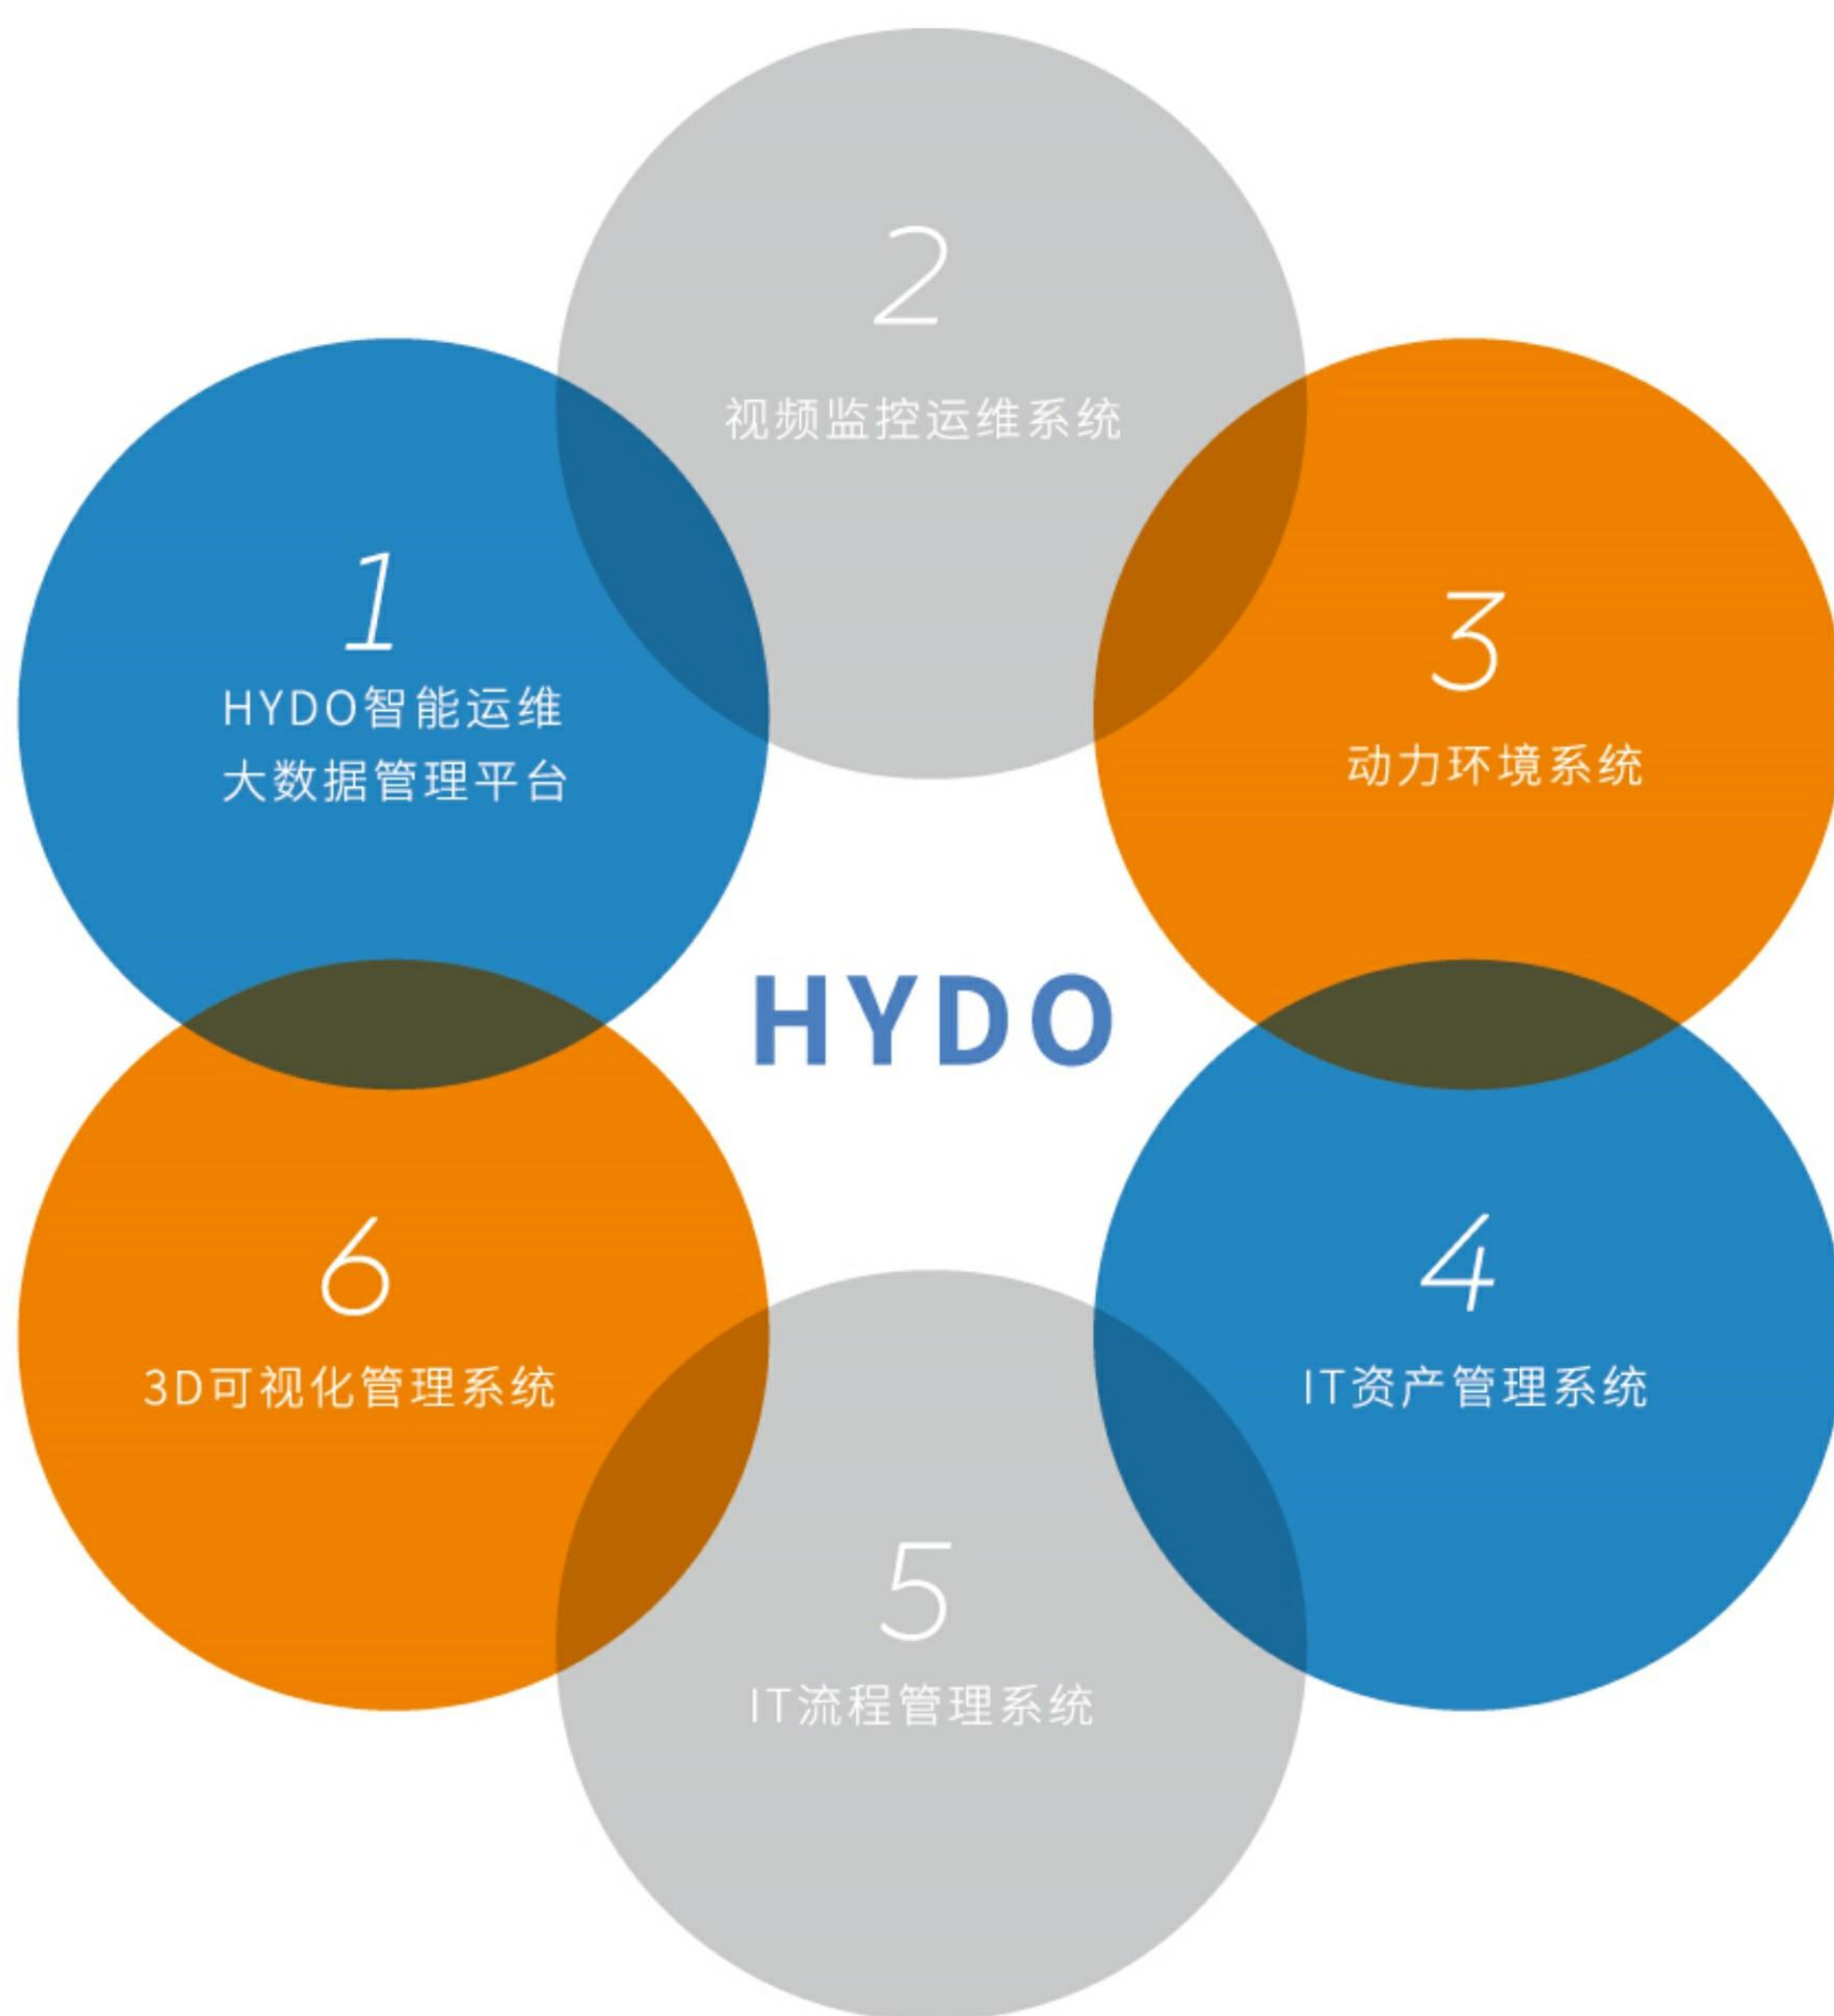 1
HYDO智能运维
大数据管理平台
2
视频监控运维系统
3
动力环境系统
HYDO
4
IT资产管理系统
5
IT流程管理系统
6
3D可视化管理系统